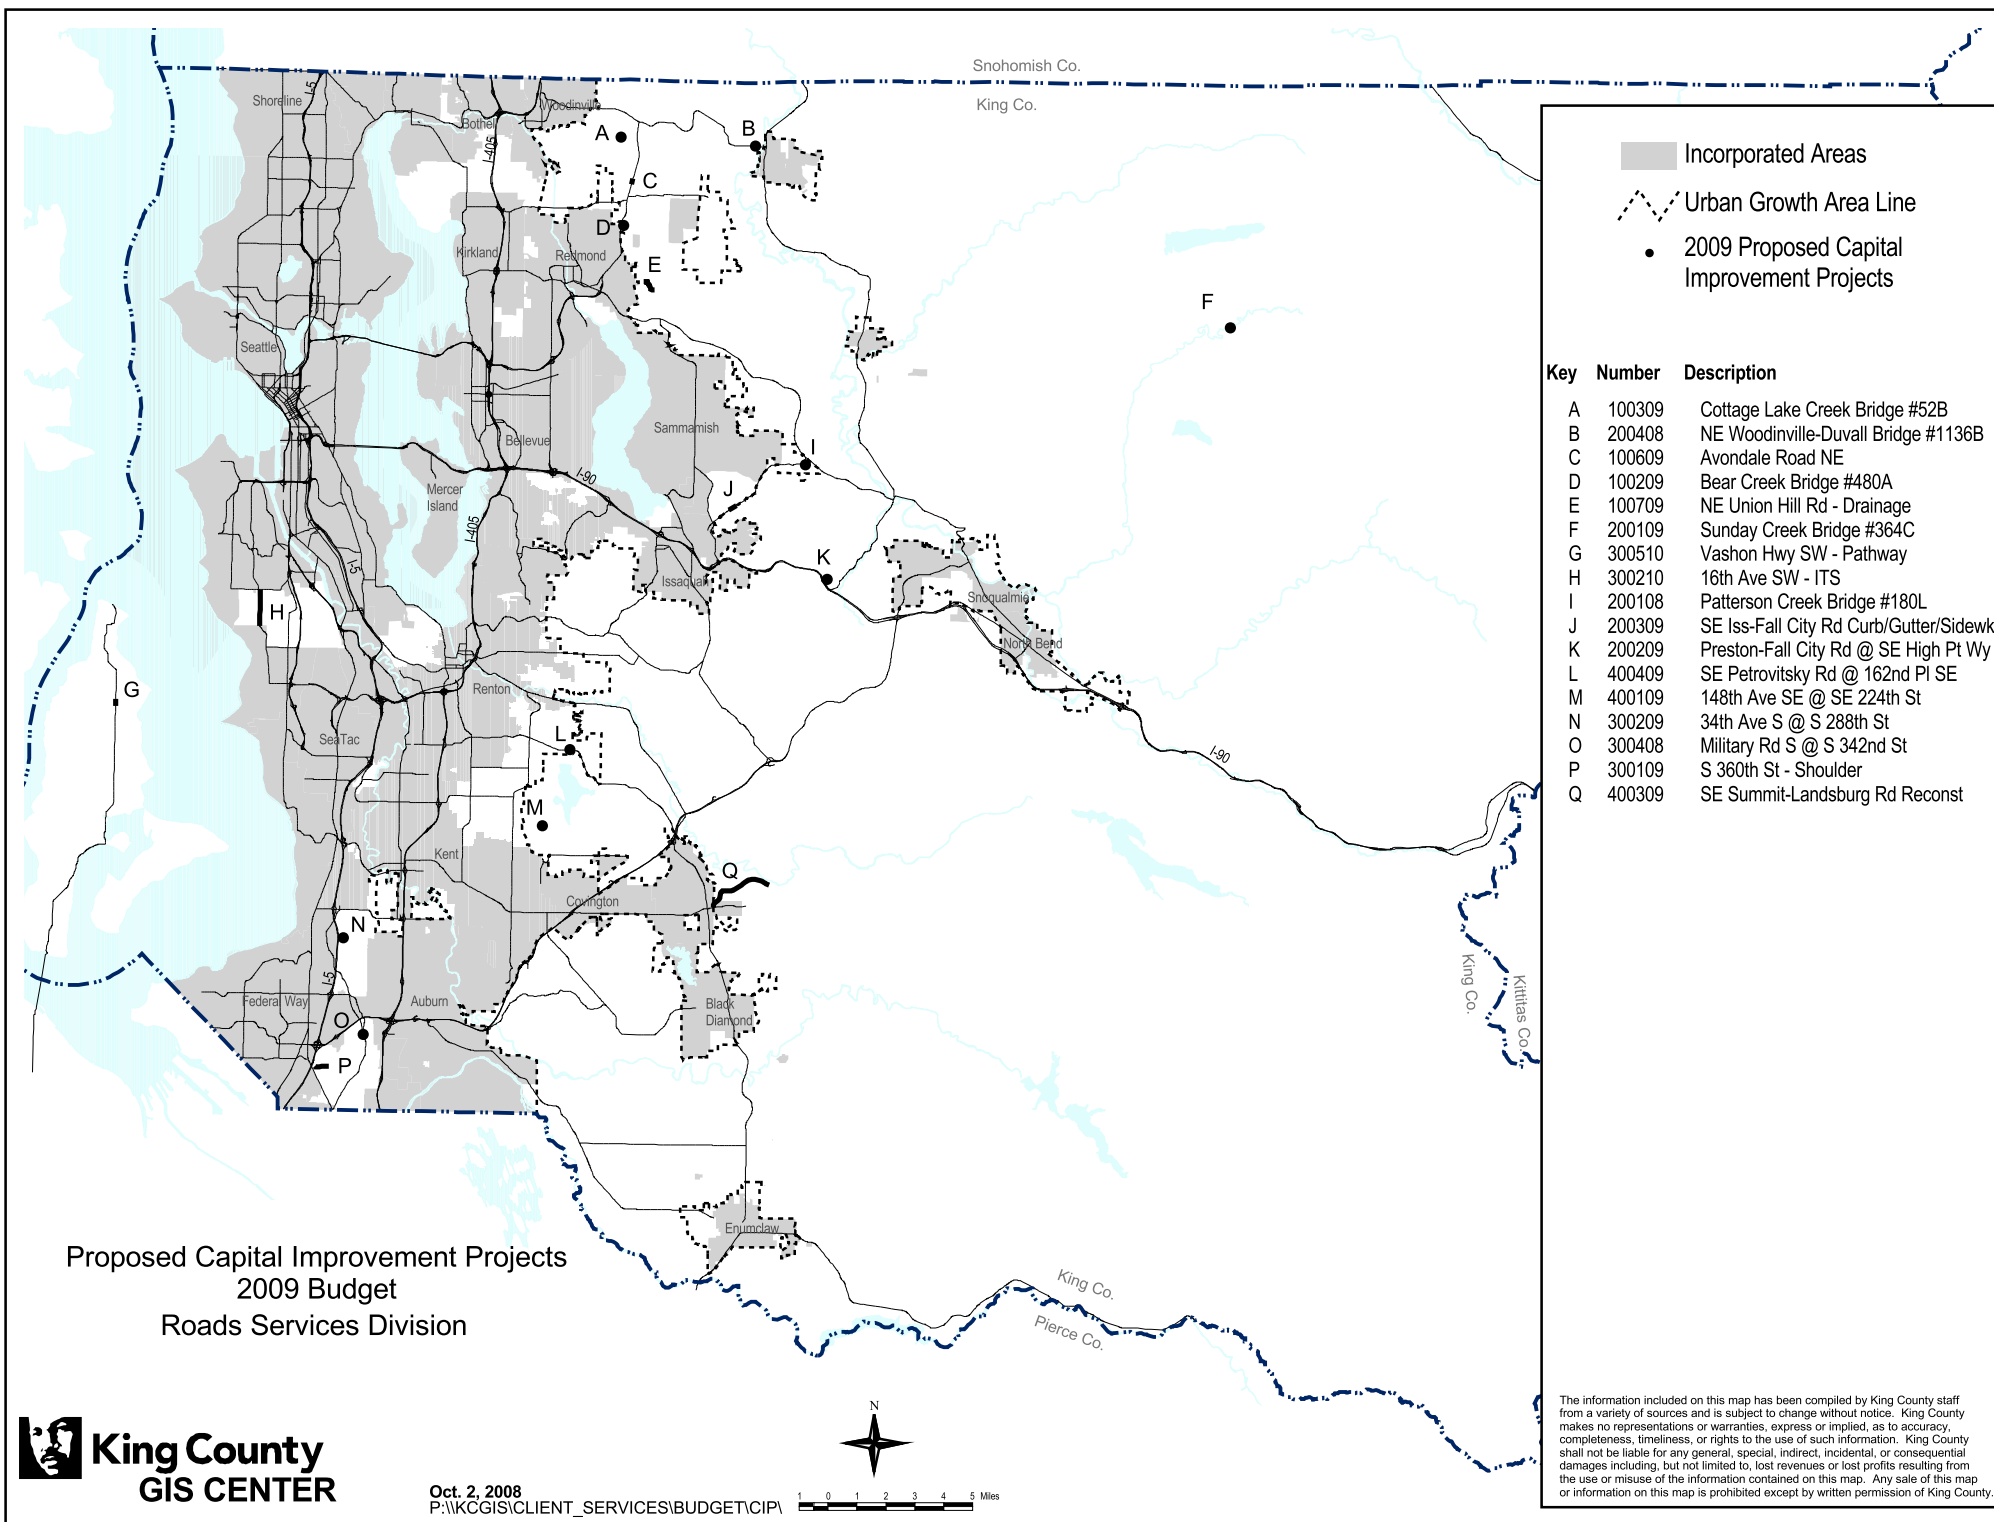 Snohomish Co.
King Co.
Shoreline
I-5
Bothell
Woodinville
I-405
A
B
C
D
E
F
Kirkland
Redmond
Seattle
Sammamish
Bellevue
I-90
Mercer
Island
I-405
I
J
K
I-5
Issaquah
Snoqualmie
North Bend
H
G
Renton
SeaTac
L
M
I-90
Kent
Q
Covington
N
I-5
Federal Way
Auburn
O
P
Black
Diamond
King Co.
Kittitas Co.
Enumclaw
King Co.
Pierce Co.
Incorporated Areas
Urban Growth Area Line
2009 Proposed Capital
Improvement Projects
Key Number Description
A 100309 Cottage Lake Creek Bridge #52B
B 200408 NE Woodinville-Duvall Bridge #1136B
C 100609 Avondale Road NE
D 100209 Bear Creek Bridge #480A
E 100709 NE Union Hill Rd - Drainage
F 200109 Sunday Creek Bridge #364C
G 300510 Vashon Hwy SW - Pathway
H 300210 16th Ave SW - ITS
I 200108 Patterson Creek Bridge #180L
J 200309 SE Iss-Fall City Rd Curb/Gutter/Sidewk
K 200209 Preston-Fall City Rd @ SE High Pt Wy
L 400409 SE Petrovitsky Rd @ 162nd Pl SE
M 400109 148th Ave SE @ SE 224th St
N 300209 34th Ave S @ S 288th St
O 300408 Military Rd S @ S 342nd St
P 300109 S 360th St - Shoulder
Q 400309 SE Summit-Landsburg Rd Reconst
Proposed Capital Improvement Projects
2009 Budget
Roads Services Division
King County
GIS CENTER
Oct. 2, 2008
P:\\KCGIS\CLIENT_SERVICES\BUDGET\CIP\
N
1 0 1 2 3 4 5 Miles
The information included on this map has been compiled by King County staff
from a variety of sources and is subject to change without notice. King County
makes no representations or warranties, express or implied, as to accuracy,
completeness, timeliness, or rights to the use of such information. King County
shall not be liable for any general, special, indirect, incidental, or consequential
damages including, but not limited to, lost revenues or lost profits resulting from
the use or misuse of the information contained on this map. Any sale of this map
or information on this map is prohibited except by written permission of King County.